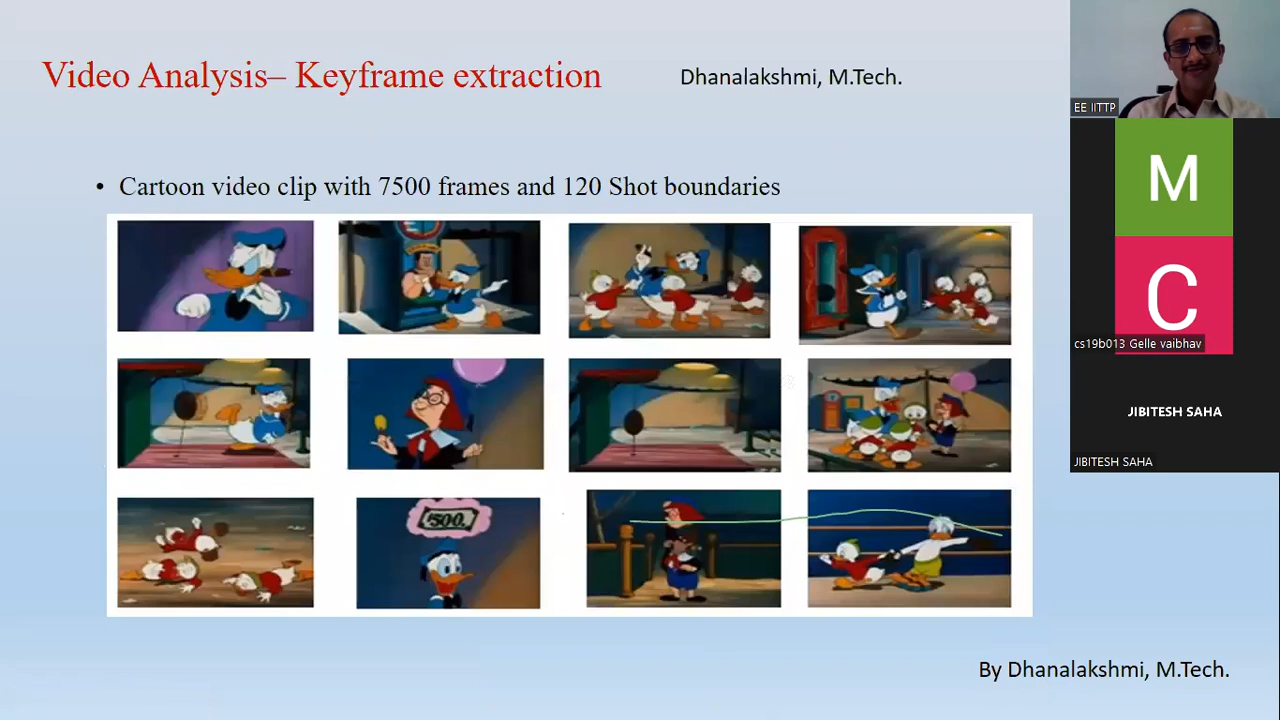 Video Analysis– Keyframe extraction
Dhanalakshmi, M.Tech.
• Cartoon video clip with 7500 frames and 120 Shot boundaries
$500.
By Dhanalakshmi, M.Tech.
EE IITTP
M
C
cs19b013 Gelle vaibhav
JIBITESH SAHA
JIBITESH SAHA